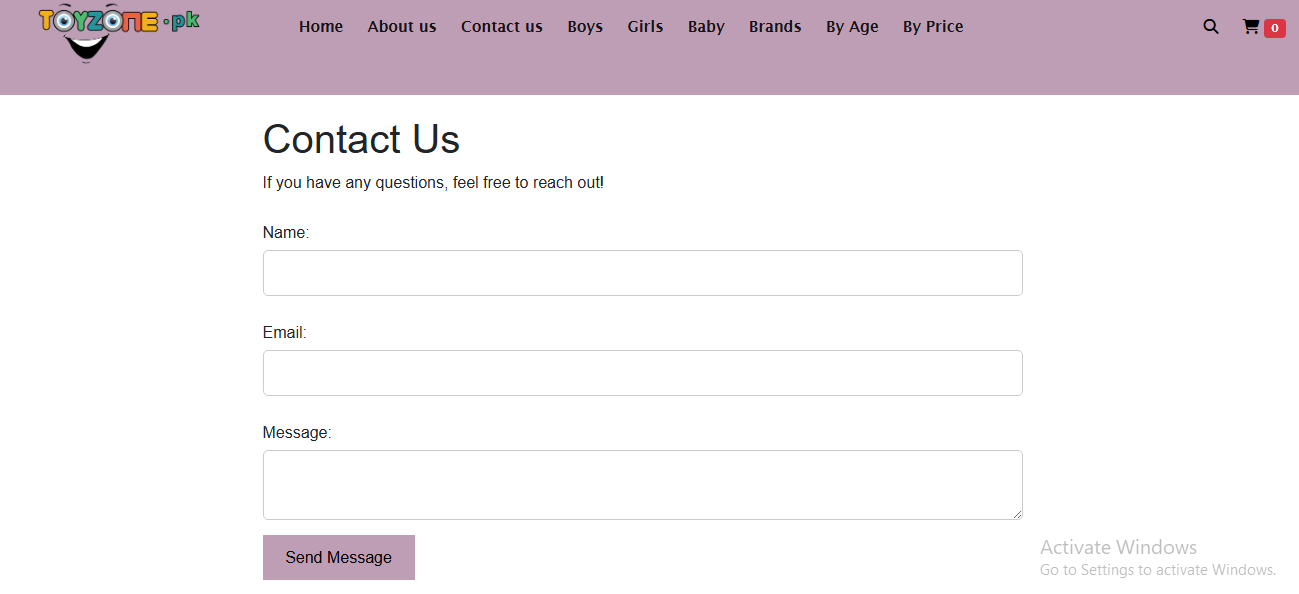 TOYZONE.pk
Home About us Contact us Boys Girls Baby Brands By Age By Price 0
Contact Us
If you have any questions, feel free to reach out!
Name:
Email:
Message:
Send Message
Activate Windows
Go to Settings to activate Windows.